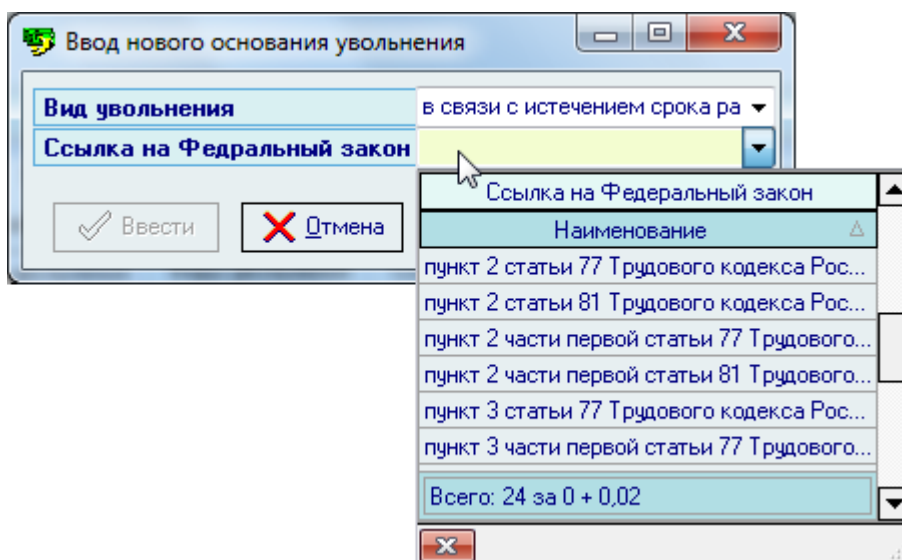 Ввод нового основания увольнения
Вид увольнения в связи с истечением срока ра
Ссылка на Федральный закон
Ввести Отмена
Ссылка на Федеральный закон
Наименование
пункт 2 статьи 77 Трудового кодекса Рос...
пункт 2 статьи 81 Трудового кодекса Рос...
пункт 2 части первой статьи 77 Трудового...
пункт 2 части первой статьи 81 Трудового...
пункт 3 статьи 77 Трудового кодекса Рос...
пункт 3 части первой статьи 77 Трудового...
Всего: 24 за 0 + 0,02